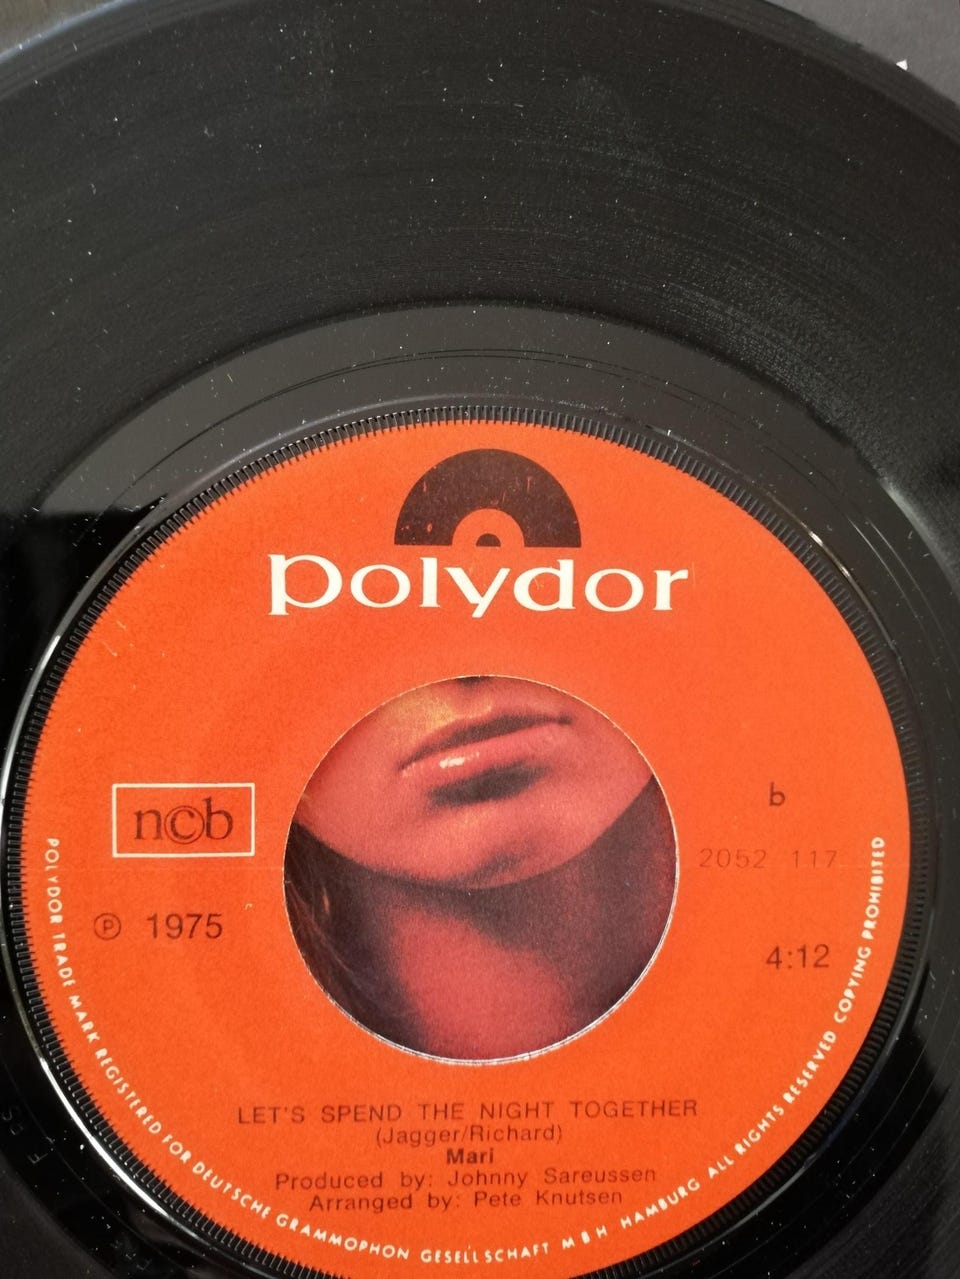 polydor
ncb
b
2052 117
℗ 1975
4:12
LET'S SPEND THE NIGHT TOGETHER
(Jagger/Richard)
Mari
Produced by: Johnny Sareussen
Arranged by: Pete Knutsen
POLYDOR TRADE MARK REGISTERED FOR DEUTSCHE GRAMMOPHON GESELLSCHAFT M B H HAMBURG ALL RIGHTS RESERVED COPYING PROHIBITED